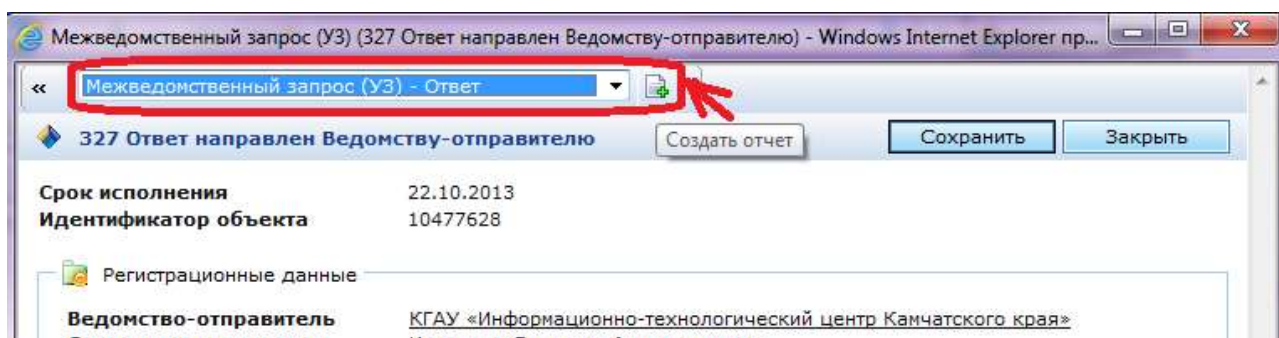 Межведомственный запрос (УЗ) (327 Ответ направлен Ведомству-отправителю) - Windows Internet Explorer пр...
« Межведомственный запрос (УЗ) - Ответ
327 Ответ направлен Ведомству-отправителю Создать отчет Сохранить Закрыть
Срок исполнения 22.10.2013
Идентификатор объекта 10477628
Регистрационные данные
Ведомство-отправитель КГАУ «Информационно-технологический центр Камчатского края»